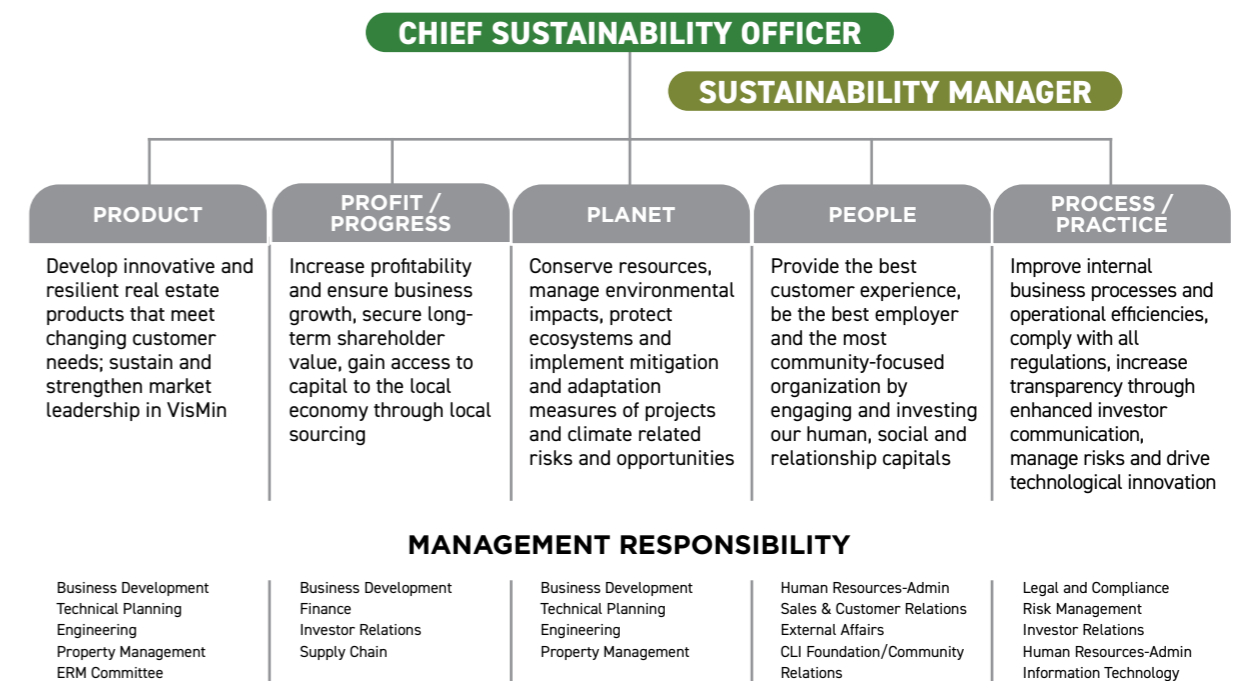 CHIEF SUSTAINABILITY OFFICER
SUSTAINABILITY MANAGER
PRODUCT
Develop innovative and
resilient real estate
products that meet
changing customer
needs; sustain and
strengthen market
leadership in VisMin
PROFIT /
PROGRESS
Increase profitability
and ensure business
growth, secure long-
term shareholder
value, gain access to
capital to the local
economy through local
sourcing
PLANET
Conserve resources,
manage environmental
impacts, protect
ecosystems and
implement mitigation
and adaptation
measures of projects
and climate related
risks and opportunities
PEOPLE
Provide the best
customer experience,
be the best employer
and the most
community-focused
organization by
engaging and investing
our human, social and
relationship capitals
PROCESS /
PRACTICE
Improve internal
business processes and
operational efficiencies,
comply with all
regulations, increase
transparency through
enhanced investor
communication,
manage risks and drive
technological innovation
MANAGEMENT RESPONSIBILITY
Business Development
Technical Planning
Engineering
Property Management
ERM Committee
Business Development
Finance
Investor Relations
Supply Chain
Business Development
Technical Planning
Engineering
Property Management
Human Resources-Admin
Sales & Customer Relations
External Affairs
CLI Foundation/Community
Relations
Legal and Compliance
Risk Management
Investor Relations
Human Resources-Admin
Information Technology